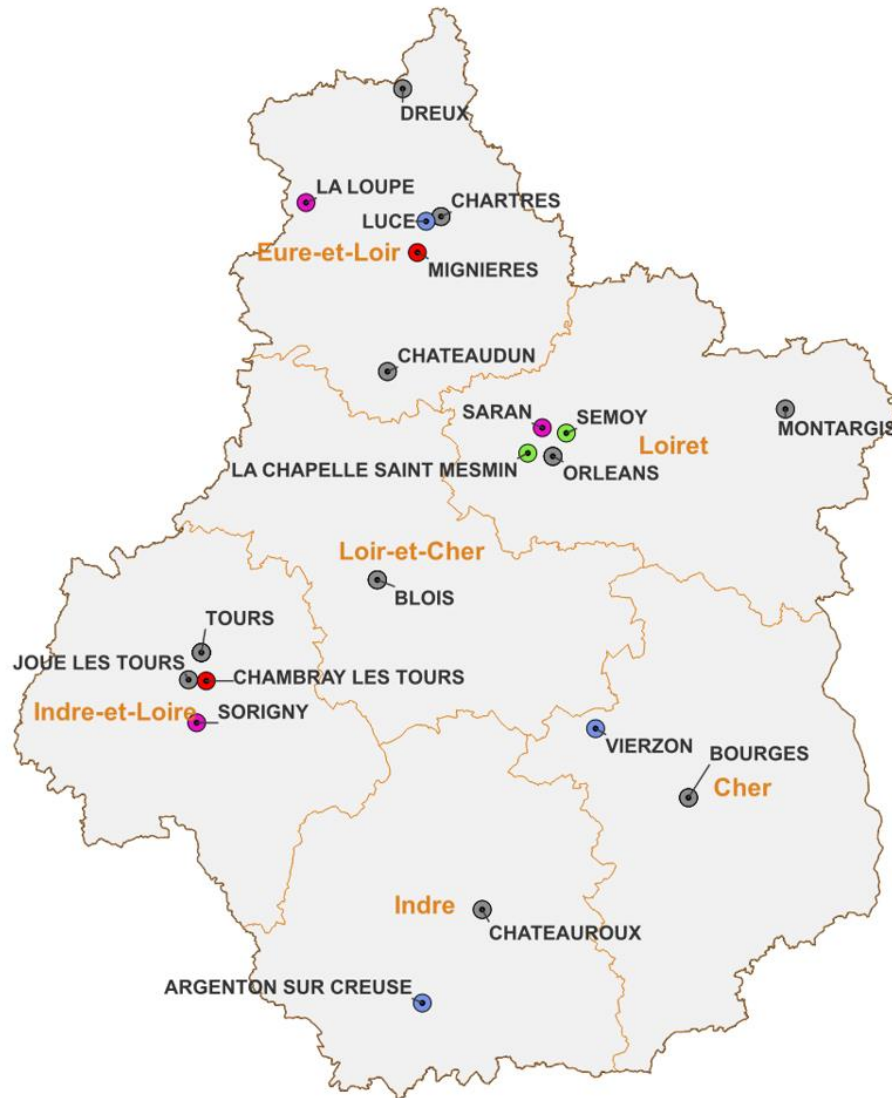 DREUX
LA LOUPE
CHARTRES
LUCE
Eure-et-Loir
MIGNIERES
CHATEAUDUN
SARAN
SEMOY
MONTARGIS
Loiret
LA CHAPELLE SAINT MESMIN
ORLEANS
Loir-et-Cher
BLOIS
TOURS
JOUE LES TOURS
CHAMBRAY LES TOURS
Indre-et-Loire
SORIGNY
VIERZON
BOURGES
Cher
Indre
CHATEAUROUX
ARGENTON SUR CREUSE